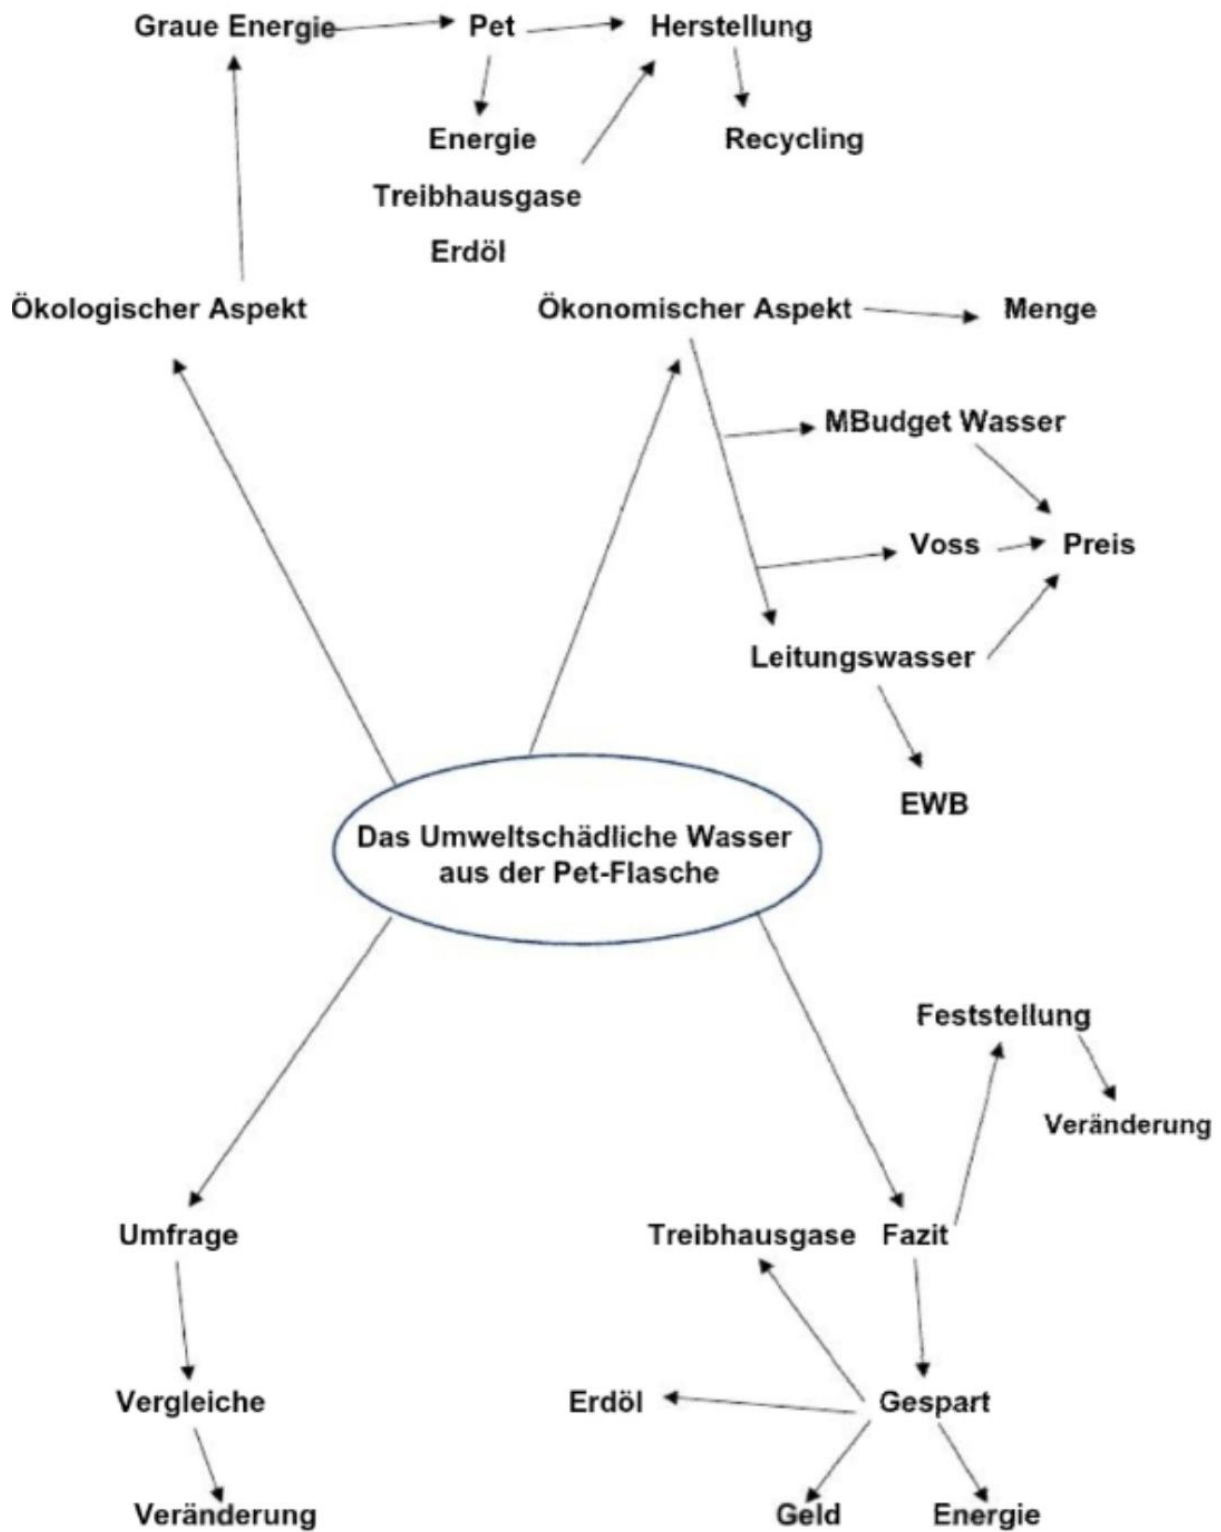 Graue Energie
Pet
Herstellung
Energie
Recycling
Treibhausgase
Erdöl
Ökologischer Aspekt
Ökonomischer Aspekt
Menge
MBudget Wasser
Voss
Preis
Leitungswasser
EWB
Das Umweltschädliche Wasser
aus der Pet-Flasche
Feststellung
Veränderung
Umfrage
Treibhausgase
Fazit
Vergleiche
Erdöl
Gespart
Veränderung
Geld
Energie